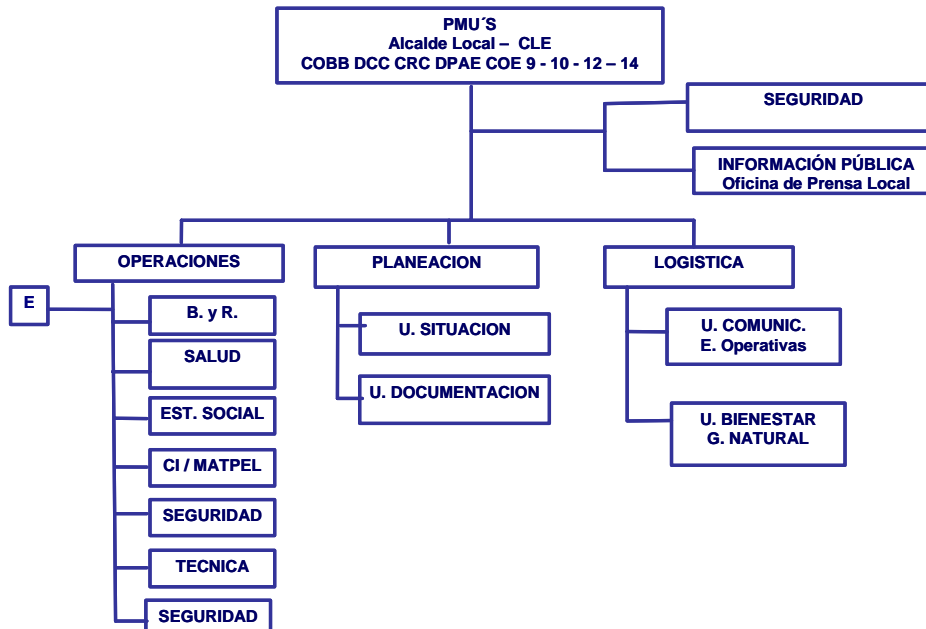 PMU´S
Alcalde Local – CLE
COBB DCC CRC DPAE COE 9 - 10 - 12 – 14
SEGURIDAD
INFORMACIÓN PÚBLICA
Oficina de Prensa Local
OPERACIONES
PLANEACION
LOGISTICA
E
B. y R.
SALUD
EST. SOCIAL
CI / MATPEL
SEGURIDAD
TECNICA
SEGURIDAD
U. SITUACION
U. DOCUMENTACION
U. COMUNIC.
E. Operativas
U. BIENESTAR
G. NATURAL